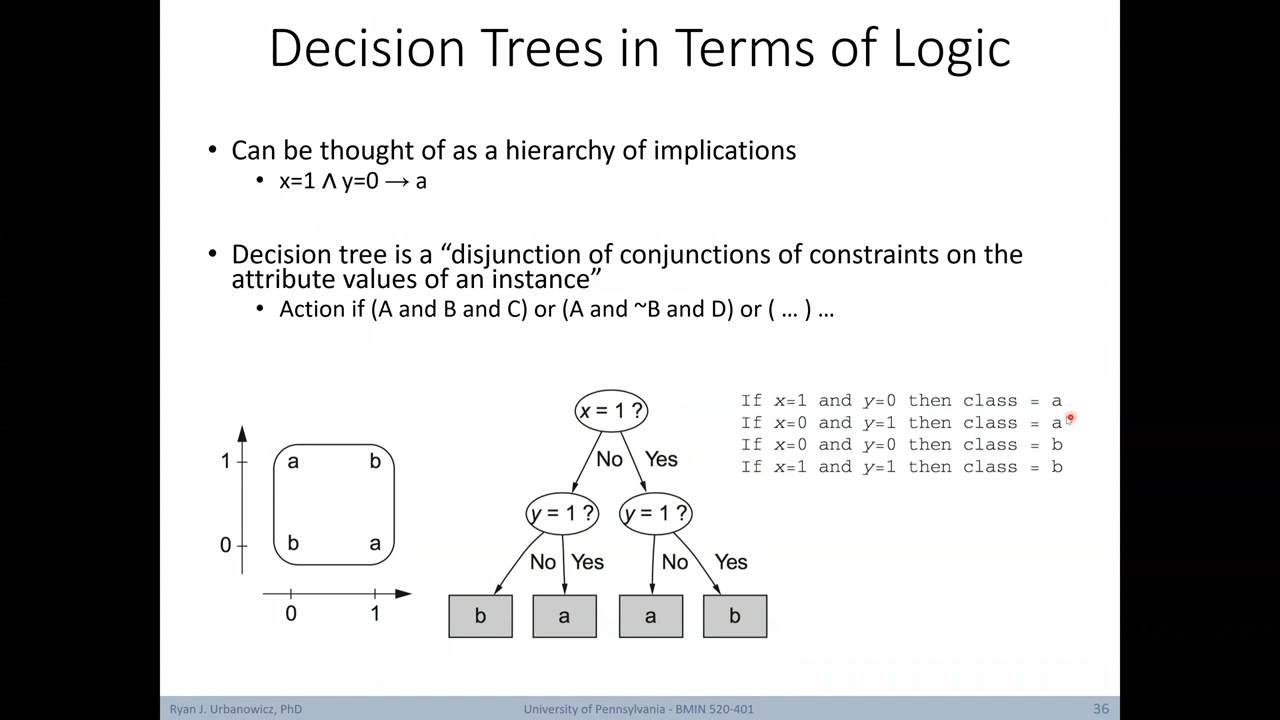 Decision Trees in Terms of Logic
• Can be thought of as a hierarchy of implications
• x=1 ∧ y=0 → a
• Decision tree is a “disjunction of conjunctions of constraints on the
attribute values of an instance”
• Action if (A and B and C) or (A and ~B and D) or ( … ) …
If x=1 and y=0 then class = a
If x=0 and y=1 then class = a
If x=0 and y=0 then class = b
If x=1 and y=1 then class = b
1
a b
0
b a
0 1
x = 1 ?
No Yes
y = 1 ? y = 1 ?
No Yes No Yes
b a a b
Ryan J. Urbanowicz, PhD
University of Pennsylvania - BMIN 520-401
36